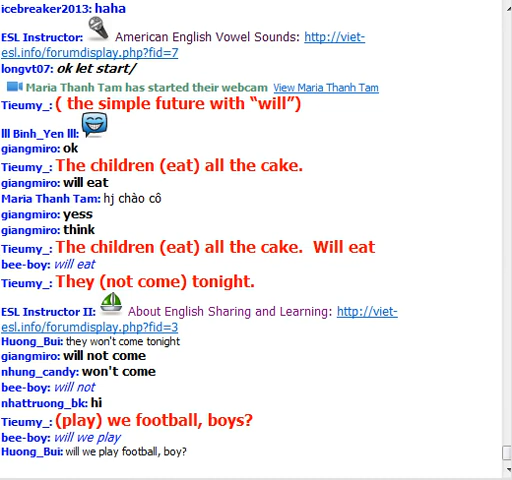 icebreaker2013: haha
ESL Instructor: American English Vowel Sounds: http://viet-
esl.info/forumdisplay.php?fid=7
longvt07: ok let start/
Maria Thanh Tam has started their webcam View Maria Thanh Tam
Tieumy_: ( the simple future with “will”)
lll Binh_Yen lll:
giangmiro: ok
Tieumy_: The children (eat) all the cake.
giangmiro: will eat
Maria Thanh Tam: hj chào cô
giangmiro: yess
giangmiro: think
Tieumy_: The children (eat) all the cake. Will eat
bee-boy: will eat
Tieumy_: They (not come) tonight.
ESL Instructor II: About English Sharing and Learning: http://viet-
esl.info/forumdisplay.php?fid=3
Huong_Bui: they won't come tonight
giangmiro: will not come
nhung_candy: won't come
bee-boy: will not
nhattruong_bk: hi
Tieumy_: (play) we football, boys?
bee-boy: will we play
Huong_Bui: will we play football, boy?